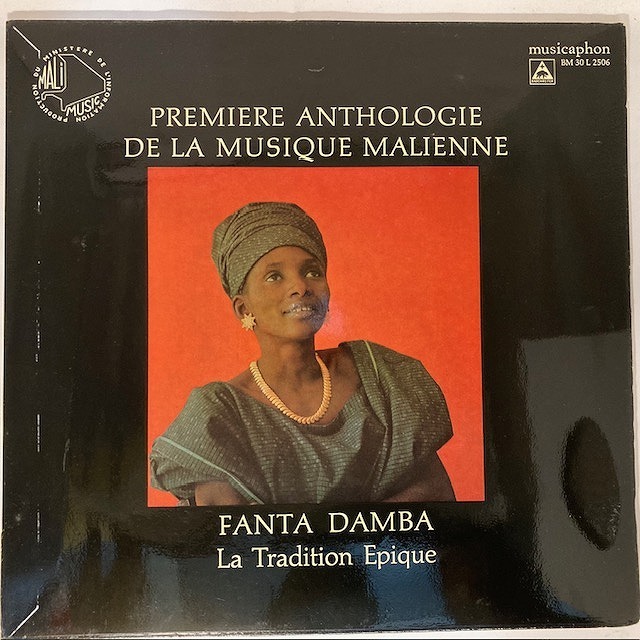 PRODUCTION DU MINISTERE DE L'INFORMATION
MALI
MUSIC
musicaphon
BM 30 L 2506
PREMIERE ANTHOLOGIE
DE LA MUSIQUE MALIENNE
FANTA DAMBA
La Tradition Epique